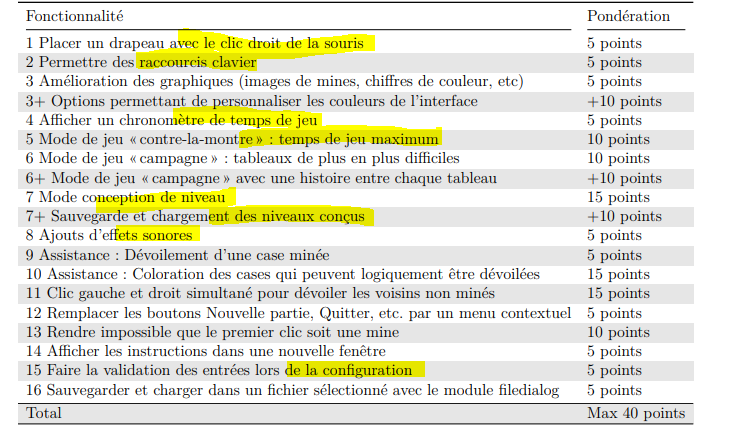 Fonctionnalité Pondération
1 Placer un drapeau avec le clic droit de la souris 5 points
2 Permettre des raccourcis clavier 5 points
3 Amélioration des graphiques (images de mines, chiffres de couleur, etc) 5 points
3+ Options permettant de personnaliser les couleurs de l'interface +10 points
4 Afficher un chronomètre de temps de jeu 5 points
5 Mode de jeu « contre-la-montre » : temps de jeu maximum 10 points
6 Mode de jeu « campagne » : tableaux de plus en plus difficiles 10 points
6+ Mode de jeu « campagne » avec une histoire entre chaque tableau +10 points
7 Mode conception de niveau 15 points
7+ Sauvegarde et chargement des niveaux conçus +10 points
8 Ajouts d'effets sonores 5 points
9 Assistance : Dévoilement d'une case minée 5 points
10 Assistance : Coloration des cases qui peuvent logiquement être dévoilées 15 points
11 Clic gauche et droit simultané pour dévoiler les voisins non minés 15 points
12 Remplacer les boutons Nouvelle partie, Quitter, etc. par un menu contextuel 5 points
13 Rendre impossible que le premier clic soit une mine 10 points
14 Afficher les instructions dans une nouvelle fenêtre 5 points
15 Faire la validation des entrées lors de la configuration 5 points
16 Sauvegarder et charger dans un fichier sélectionné avec le module filedialog 5 points
Total Max 40 points